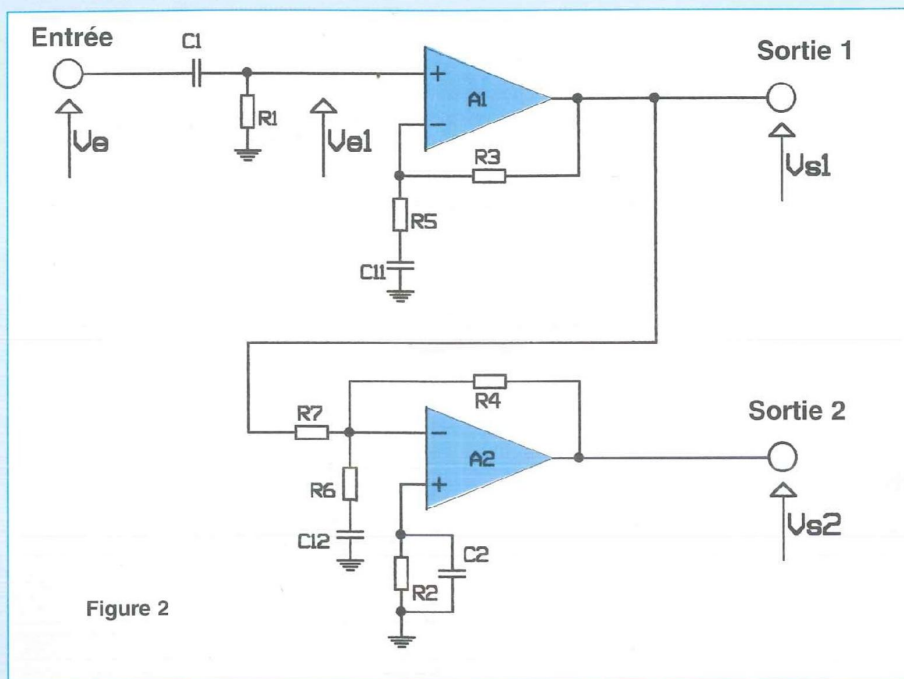 Entrée
C1
Sortie 1
A1
R1
Ve
Ve1
Vs1
R3
R5
C11
R4
R7
Sortie 2
A2
R6
C12
C2
R2
Vs2
Figure 2